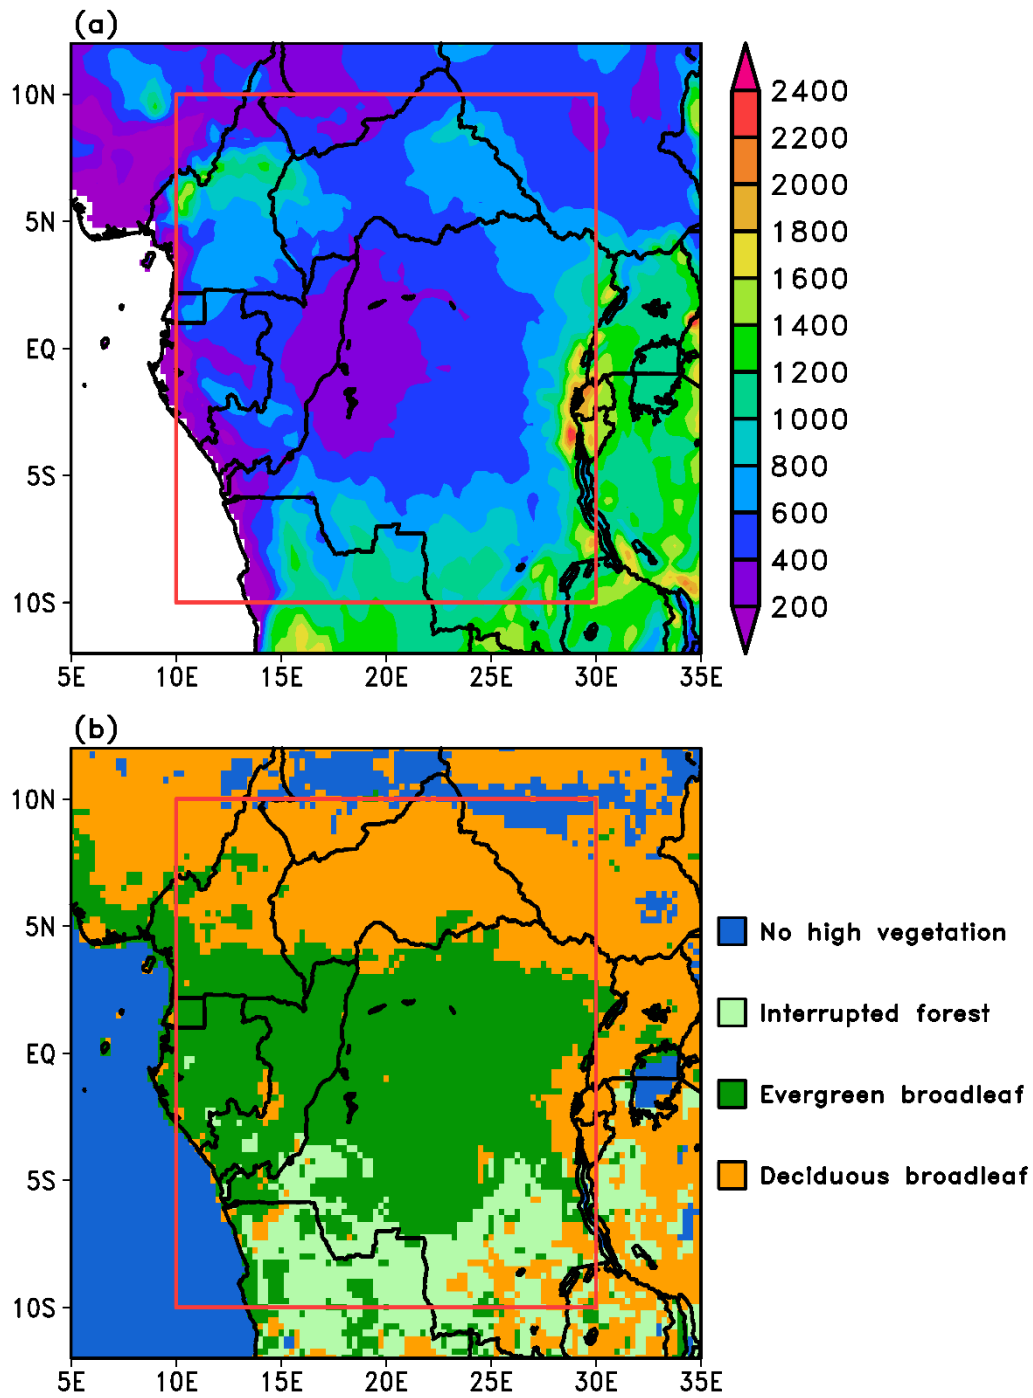 (a)
10N
5N
EQ
5S
10S
5E 10E 15E 20E 25E 30E 35E
2400
2200
2000
1800
1600
1400
1200
1000
800
600
400
200
(b)
10N
5N
EQ
5S
10S
5E 10E 15E 20E 25E 30E 35E
No high vegetation
Interrupted forest
Evergreen broadleaf
Deciduous broadleaf